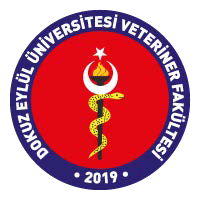 DOKUZ EYLÜL ÜNİVERSİTESİ VETERİNER FAKÜLTESİ
· 2019 ·